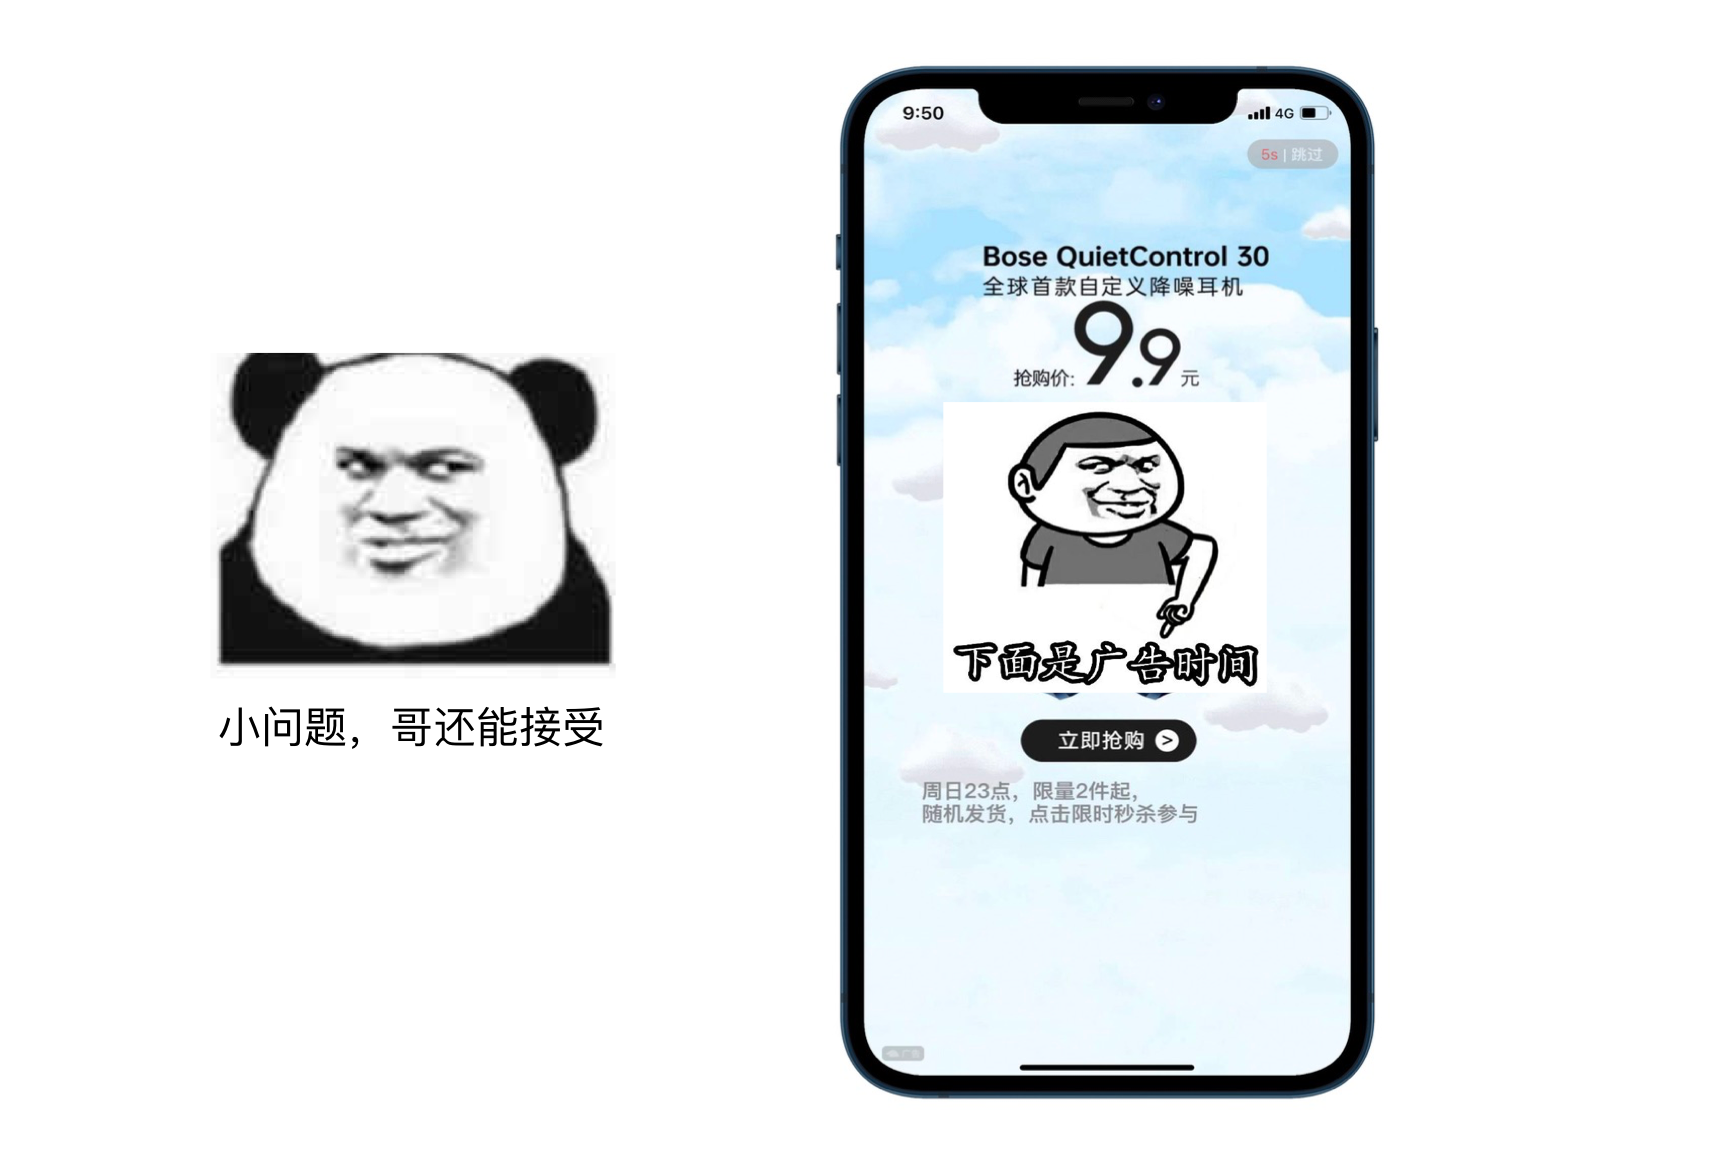 小问题，哥还能接受
9:50
4G
5s | 跳过
Bose QuietControl 30
全球首款自定义降噪耳机
抢购价: 9.9元
下面是广告时间
立即抢购 >
周日23点，限量2件起，
随机发货，点击限时秒杀参与
广告